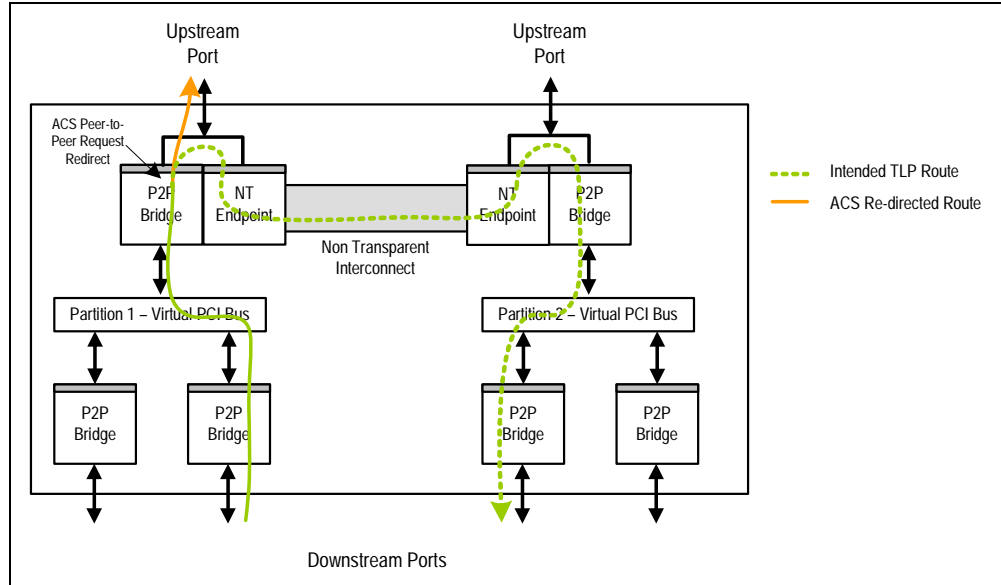 Upstream
Port
Upstream
Port
ACS Peer-to-
Peer Request
Redirect
P2P
Bridge
NT
Endpoint
NT
Endpoint
P2P
Bridge
Intended TLP Route
ACS Re-directed Route
Non Transparent
Interconnect
Partition 1 – Virtual PCI Bus
Partition 2 – Virtual PCI Bus
P2P
Bridge
P2P
Bridge
P2P
Bridge
P2P
Bridge
Downstream Ports